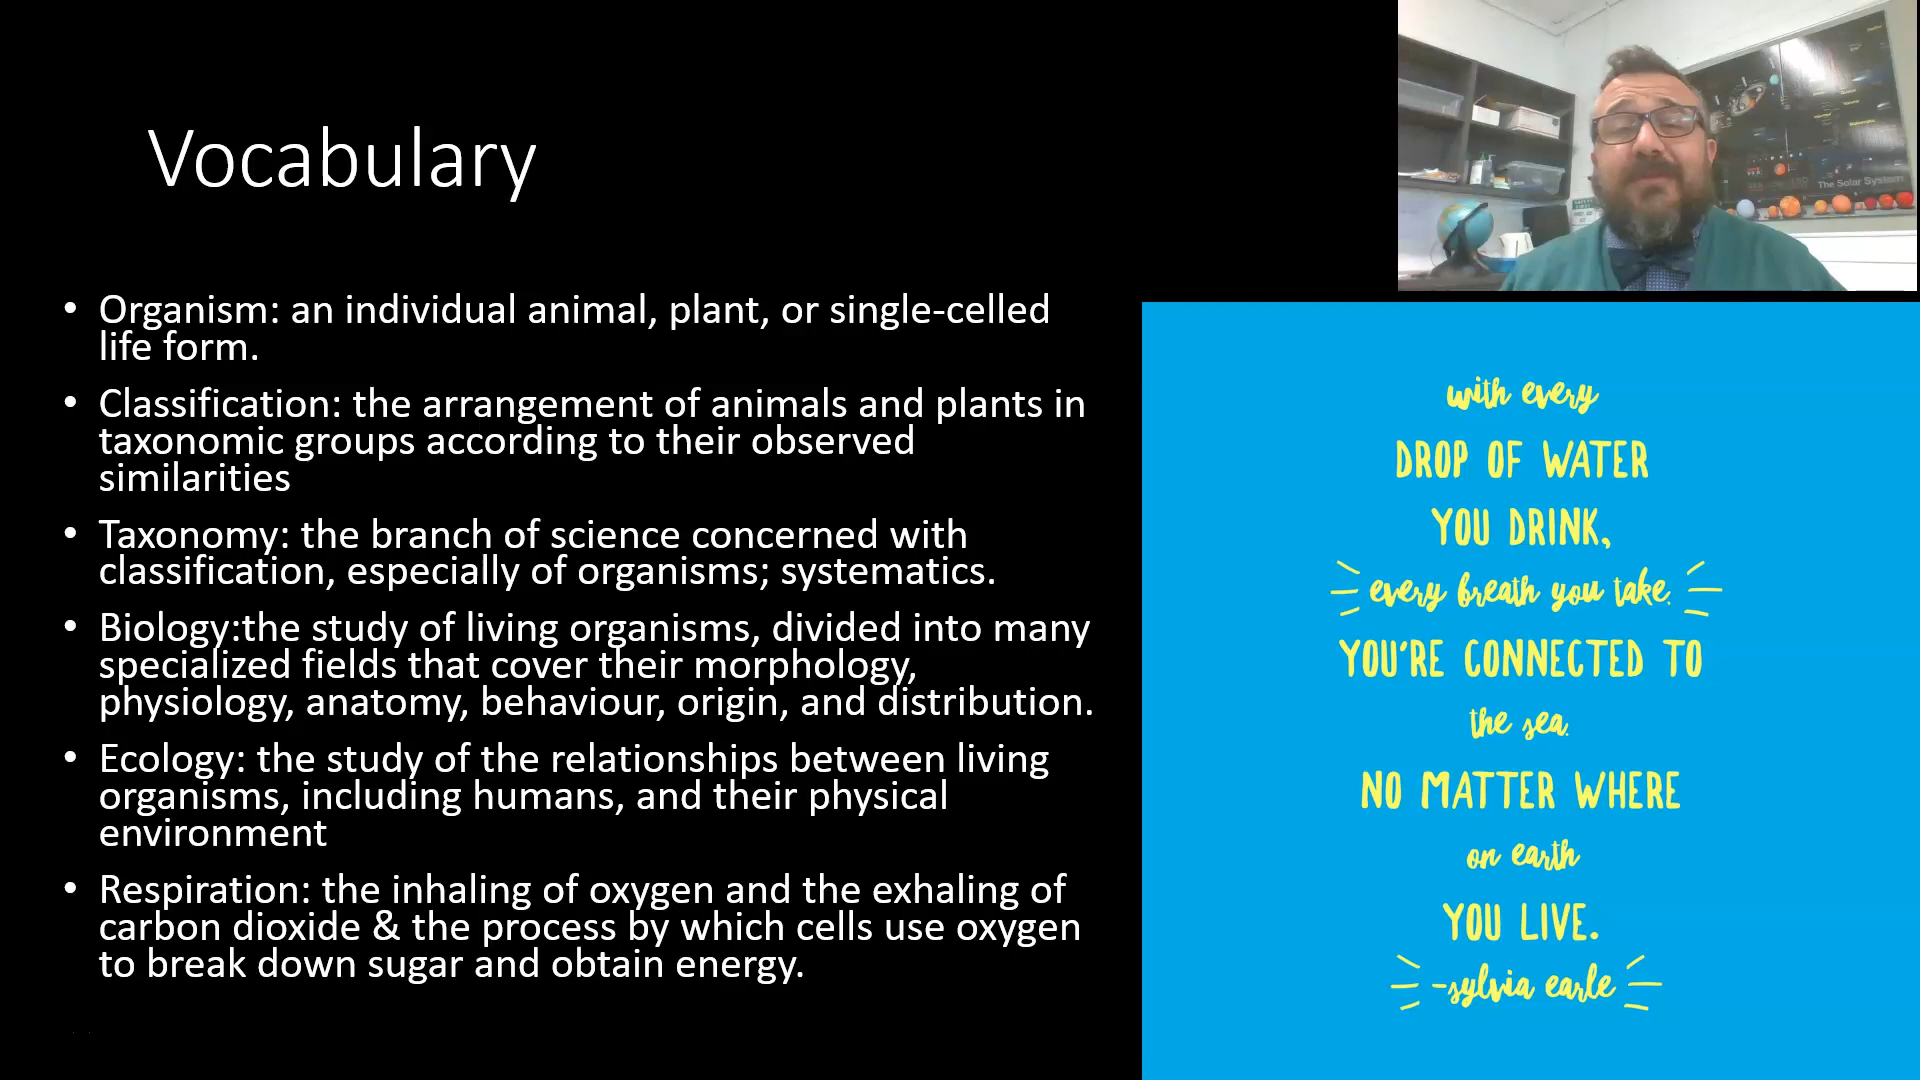 Vocabulary
• Organism: an individual animal, plant, or single-celled
life form.
• Classification: the arrangement of animals and plants in
taxonomic groups according to their observed
similarities
• Taxonomy: the branch of science concerned with
classification, especially of organisms; systematics.
• Biology:the study of living organisms, divided into many
specialized fields that cover their morphology,
physiology, anatomy, behaviour, origin, and distribution.
• Ecology: the study of the relationships between living
organisms, including humans, and their physical
environment
• Respiration: the inhaling of oxygen and the exhaling of
carbon dioxide & the process by which cells use oxygen
to break down sugar and obtain energy.
The Solar System
with every
DROP OF WATER
YOU DRINK,
every breath you take.
YOU'RE CONNECTED TO
the sea.
NO MATTER WHERE
on earth
YOU LIVE.
-sylvia earle